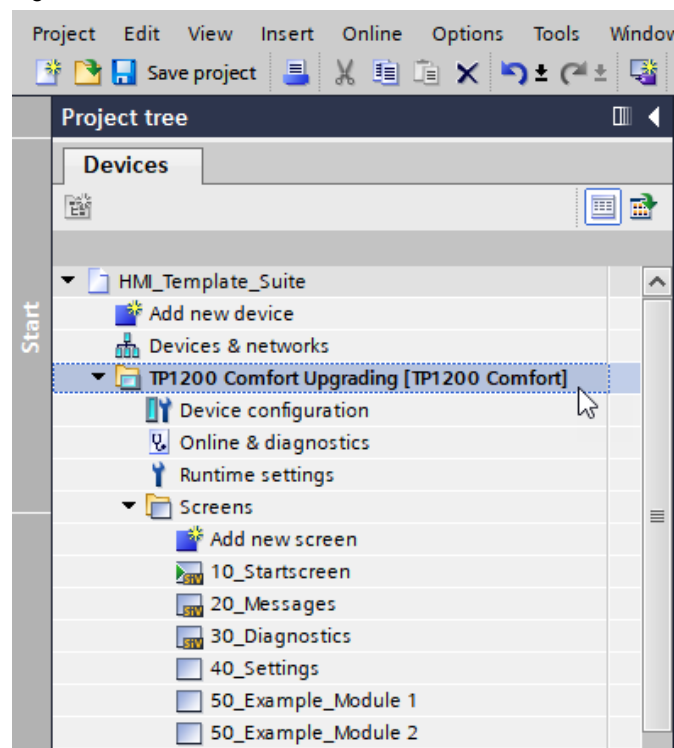 Project Edit View Insert Online Options Tools Window
Save project
Project tree
Devices
Start
HMI_Template_Suite
Add new device
Devices & networks
TP1200 Comfort Upgrading [TP1200 Comfort]
Device configuration
Online & diagnostics
Runtime settings
Screens
Add new screen
10_Startscreen
20_Messages
30_Diagnostics
40_Settings
50_Example_Module 1
50_Example_Module 2